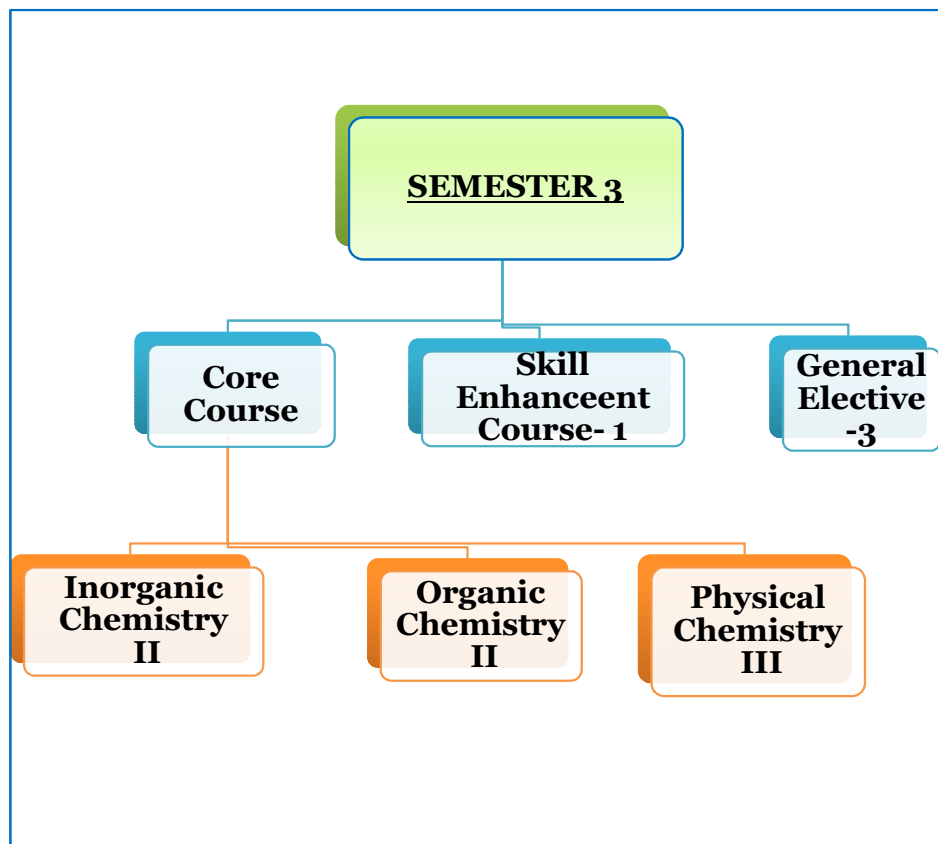 SEMESTER 3
Core
Course
Skill
Enhanceent
Course- 1
General
Elective
-3
Inorganic
Chemistry
II
Organic
Chemistry
II
Physical
Chemistry
III